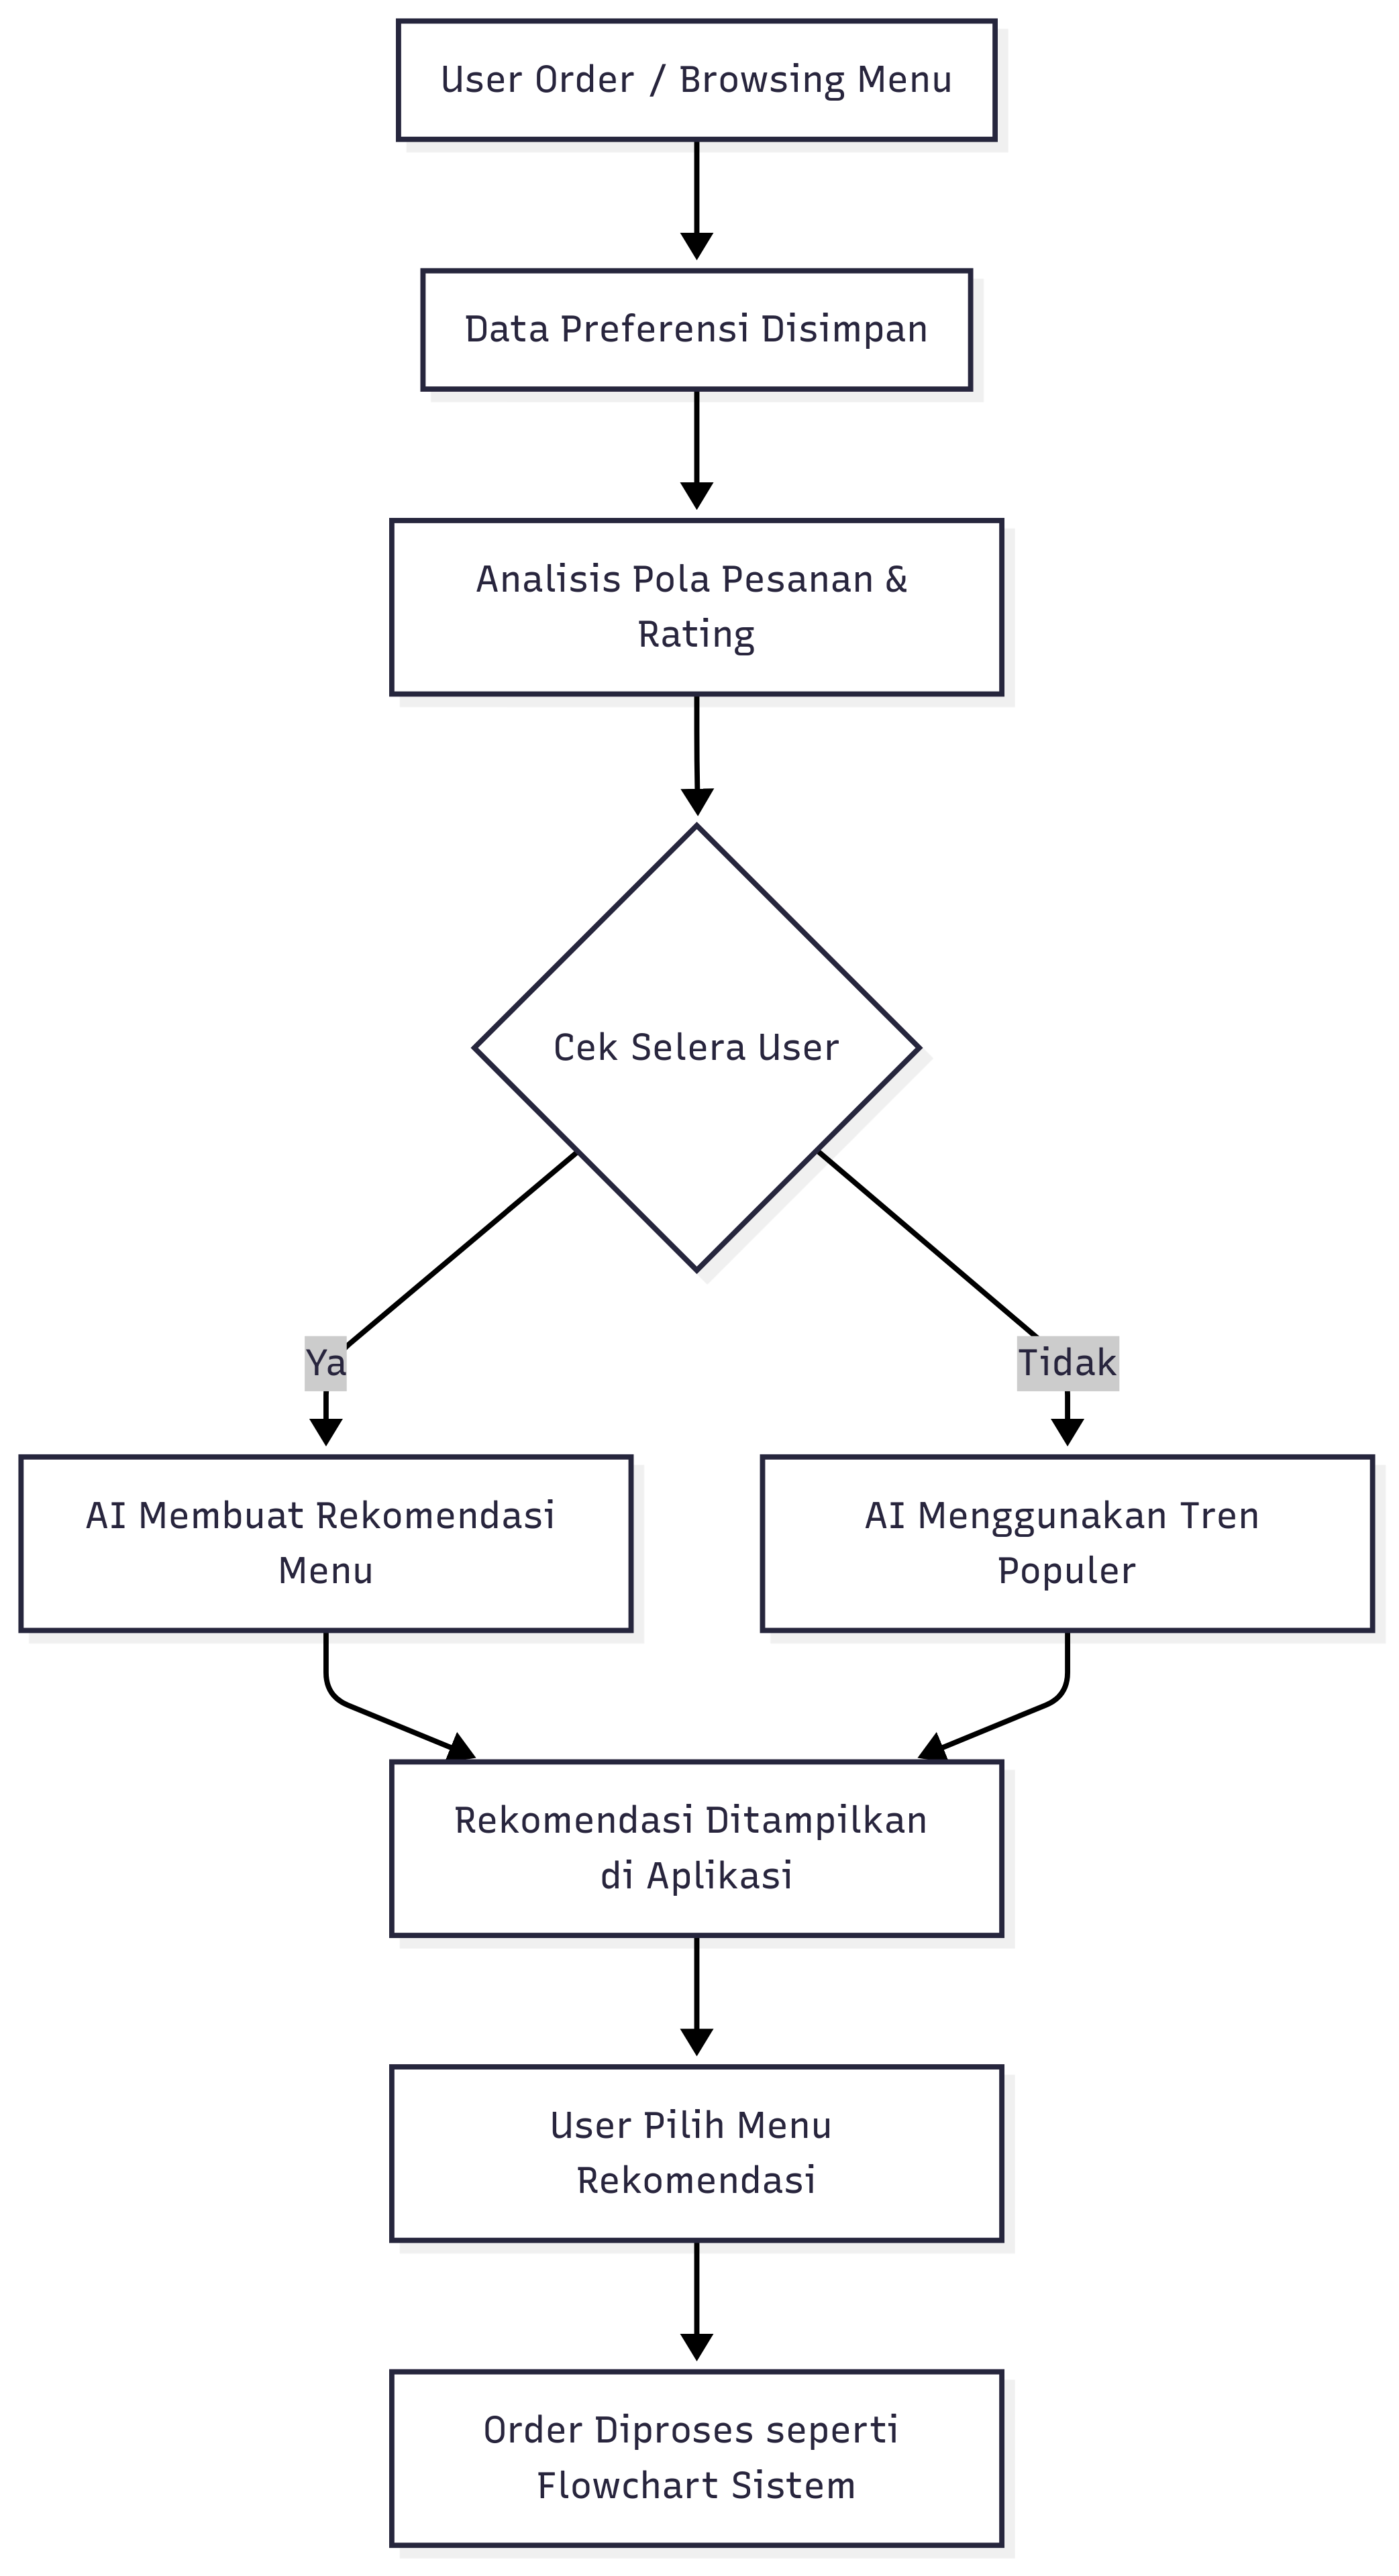 User Order / Browsing Menu
Data Preferensi Disimpan
Analisis Pola Pesanan &
Rating
Cek Selera User
Ya
Tidak
AI Membuat Rekomendasi
Menu
AI Menggunakan Tren
Populer
Rekomendasi Ditampilkan
di Aplikasi
User Pilih Menu
Rekomendasi
Order Diproses seperti
Flowchart Sistem